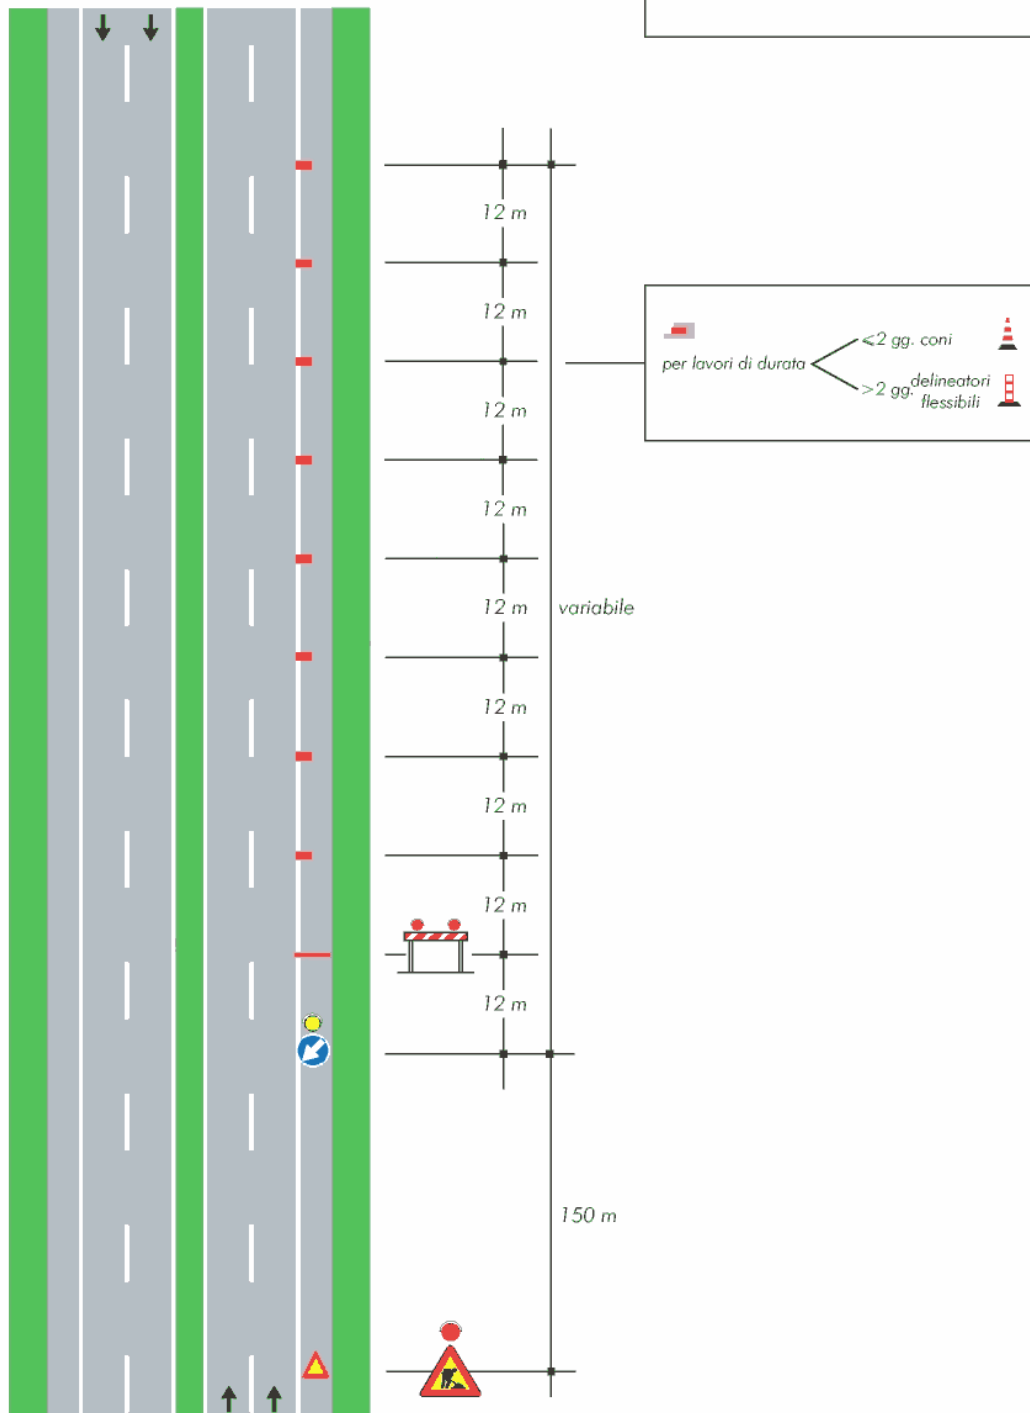 12 m
12 m
12 m
12 m
12 m
12 m
12 m
12 m
12 m
variabile
150 m
per lavori di durata
<2 gg. coni
>2 gg. delineatori
flessibili